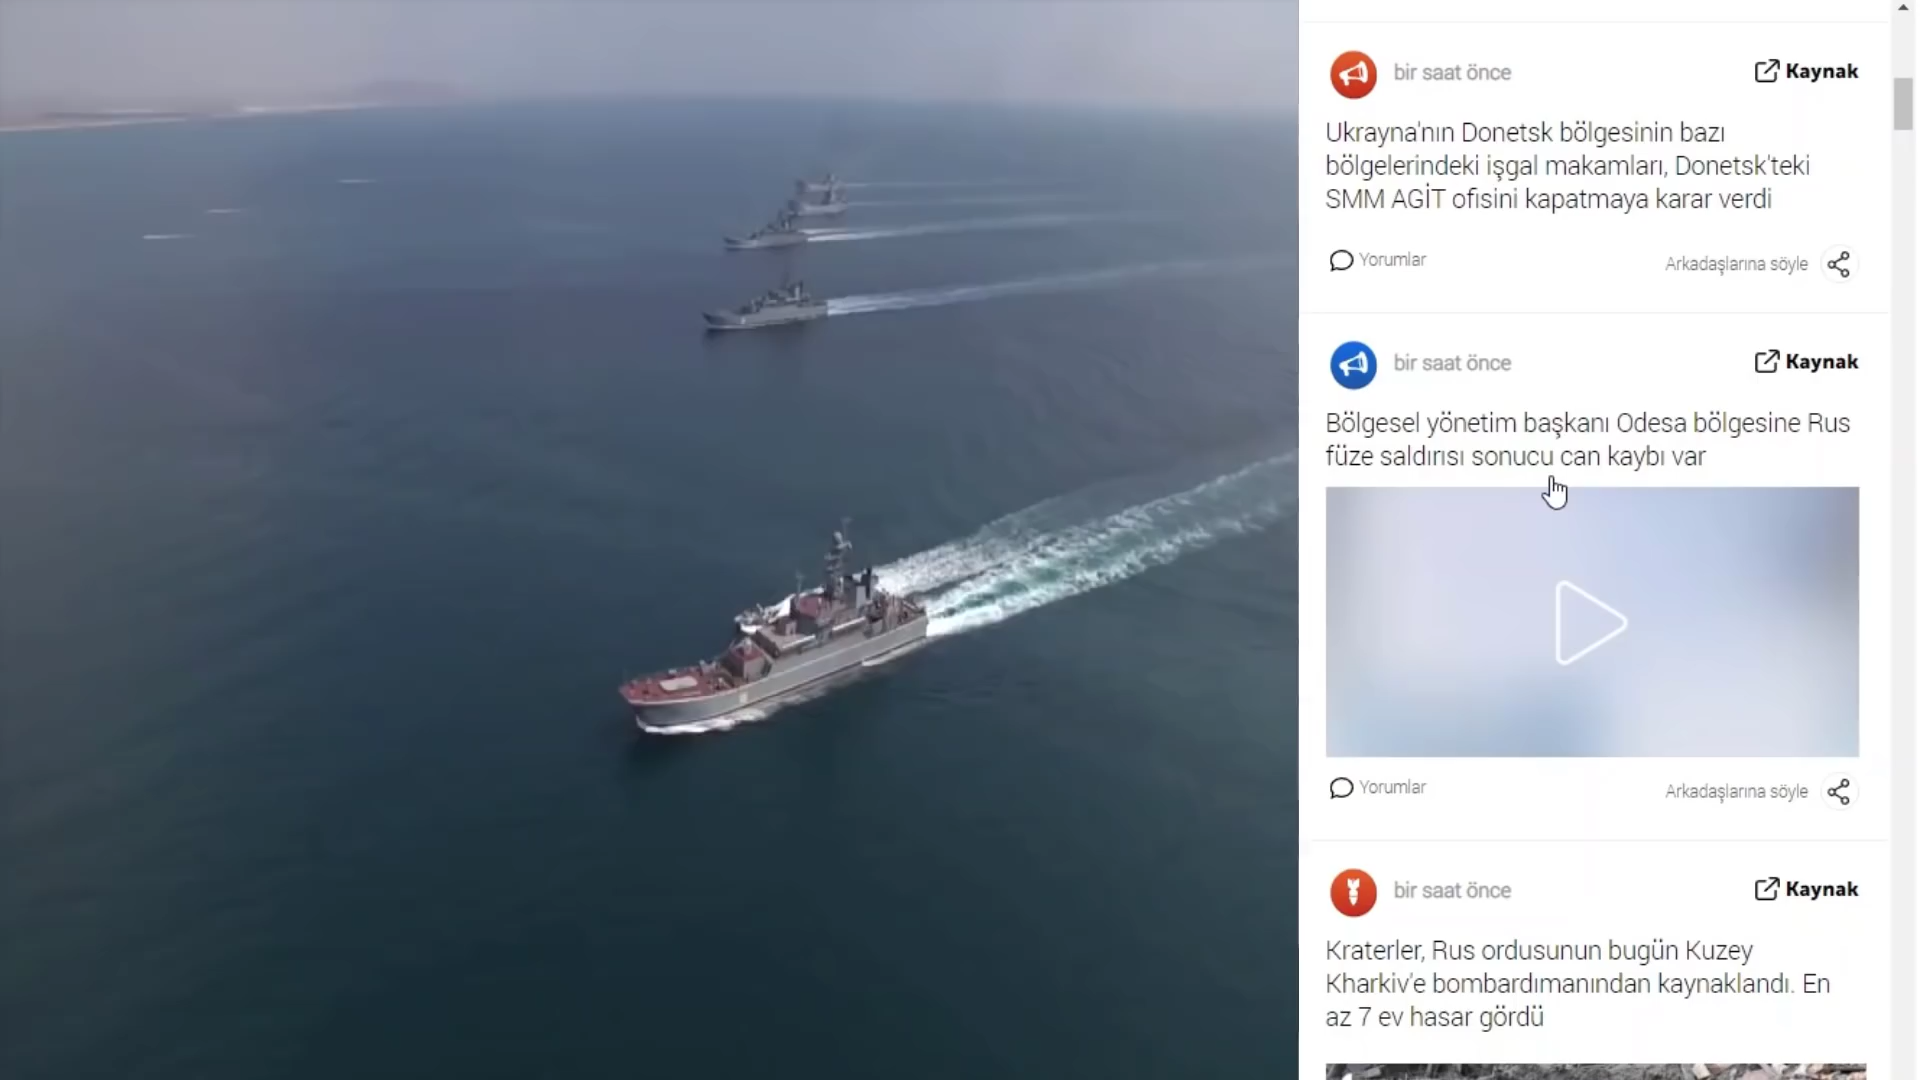 bir saat önce
Kaynak
Ukrayna'nın Donetsk bölgesinin bazı
bölgelerindeki işgal makamları, Donetsk'teki
SMM AGİT ofisini kapatmaya karar verdi
Yorumlar
Arkadaşlarına söyle
bir saat önce
Kaynak
Bölgesel yönetim başkanı Odesa bölgesine Rus
füze saldırısı sonucu can kaybı var
Yorumlar
Arkadaşlarına söyle
bir saat önce
Kaynak
Kraterler, Rus ordusunun bugün Kuzey
Kharkiv'e bombardımanından kaynaklandı. En
az 7 ev hasar gördü